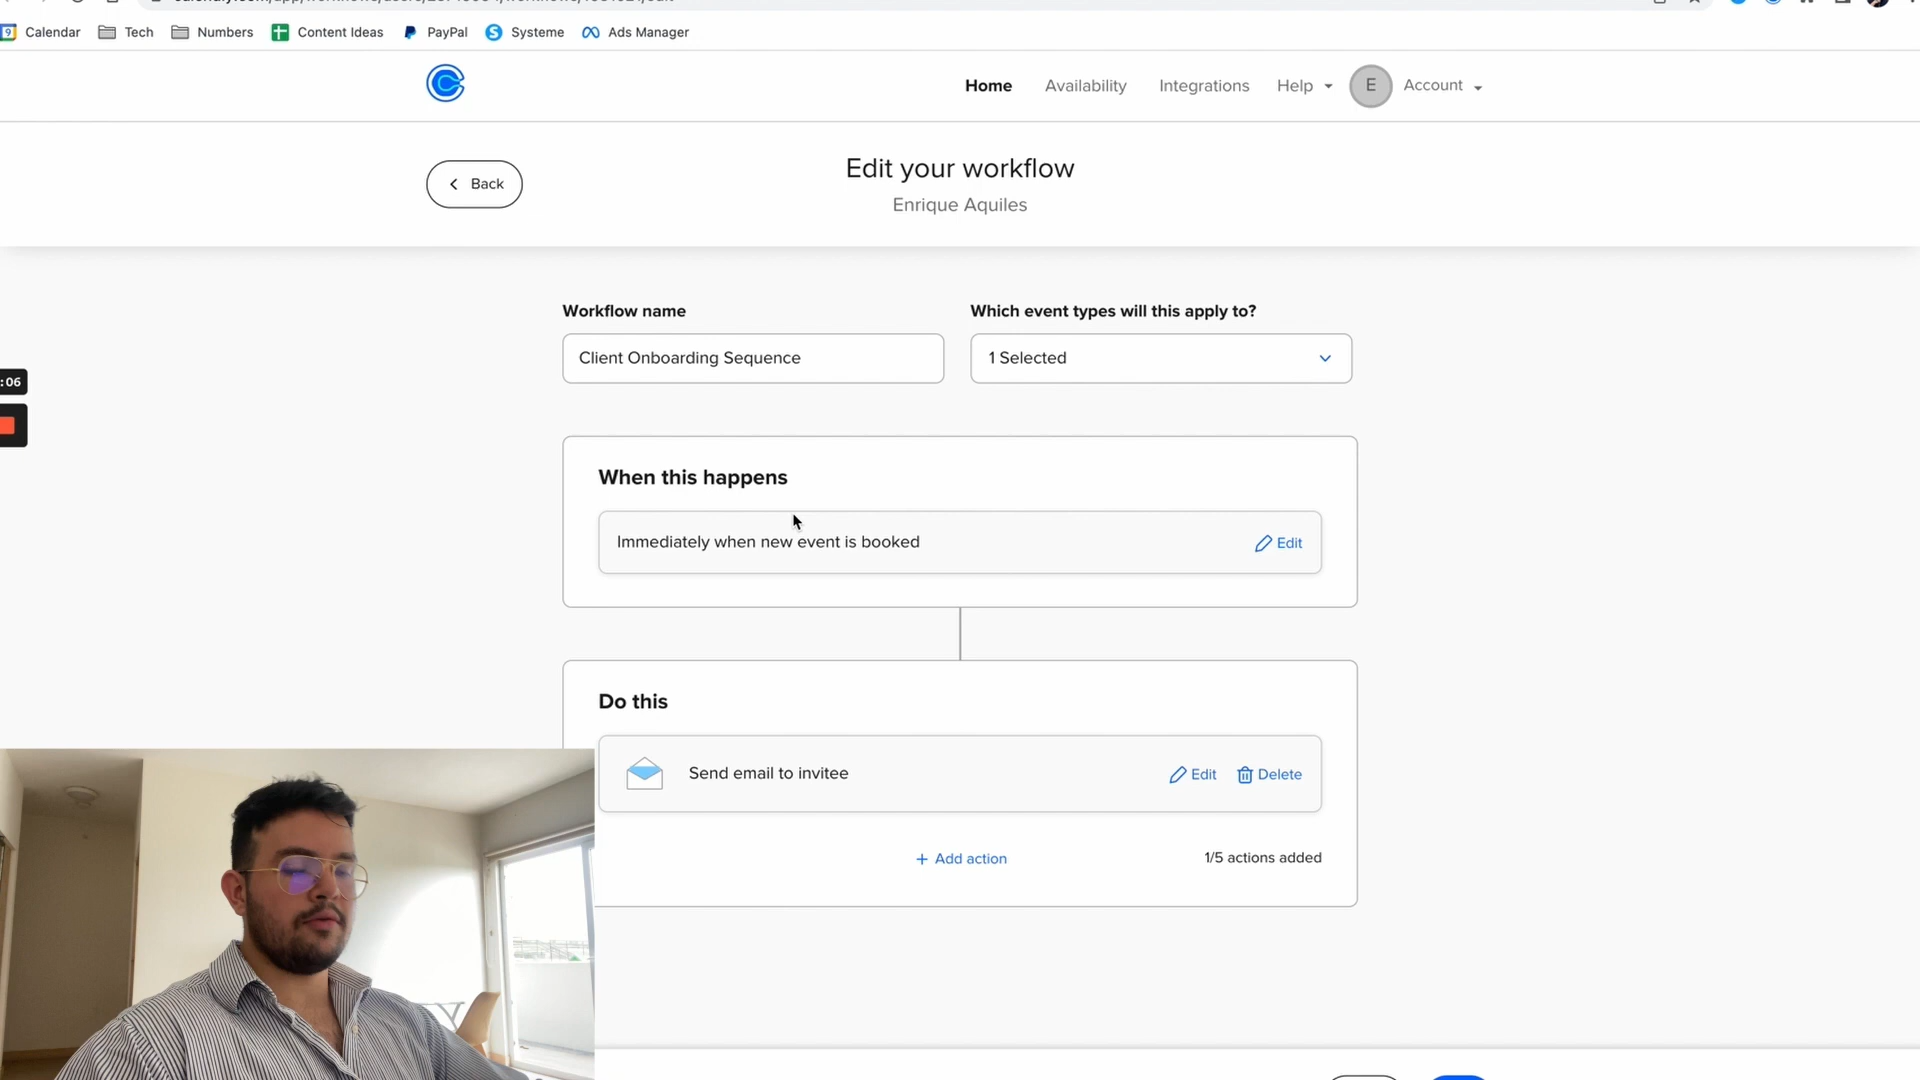 Calendar Tech Numbers Content Ideas PayPal Systeme Ads Manager
Home Availability Integrations Help E Account
Back
Edit your workflow
Enrique Aquiles
Workflow name
Which event types will this apply to?
Client Onboarding Sequence
1 Selected
:06
When this happens
Immediately when new event is booked
Edit
Do this
Send email to invitee
Edit
Delete
+ Add action
1/5 actions added